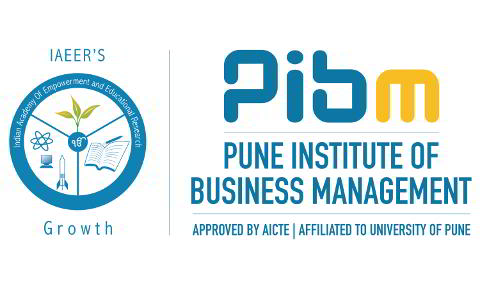 IAEER'S
Indian Academy Of Empowerment and Educational Research
Growth
Pibm
PUNE INSTITUTE OF
BUSINESS MANAGEMENT
APPROVED BY AICTE | AFFILIATED TO UNIVERSITY OF PUNE